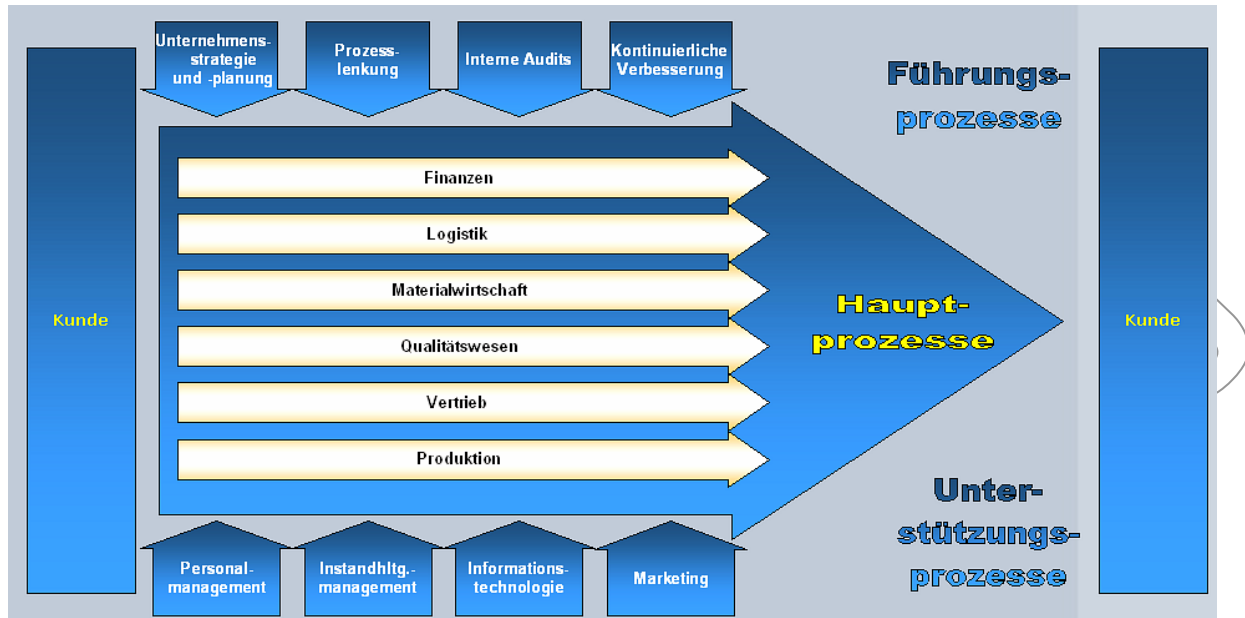 Unternehmens-
strategie
und -planung
Prozess-
lenkung
Interne Audits
Kontinuierliche
Verbesserung
Führungs-
prozesse
Kunde
Finanzen
Logistik
Materialwirtschaft
Qualitätswesen
Vertrieb
Produktion
Haupt-
prozesse
Kunde
Unter-
stützungs-
prozesse
Personal-
management
Instandhltg.-
management
Informations-
technologie
Marketing